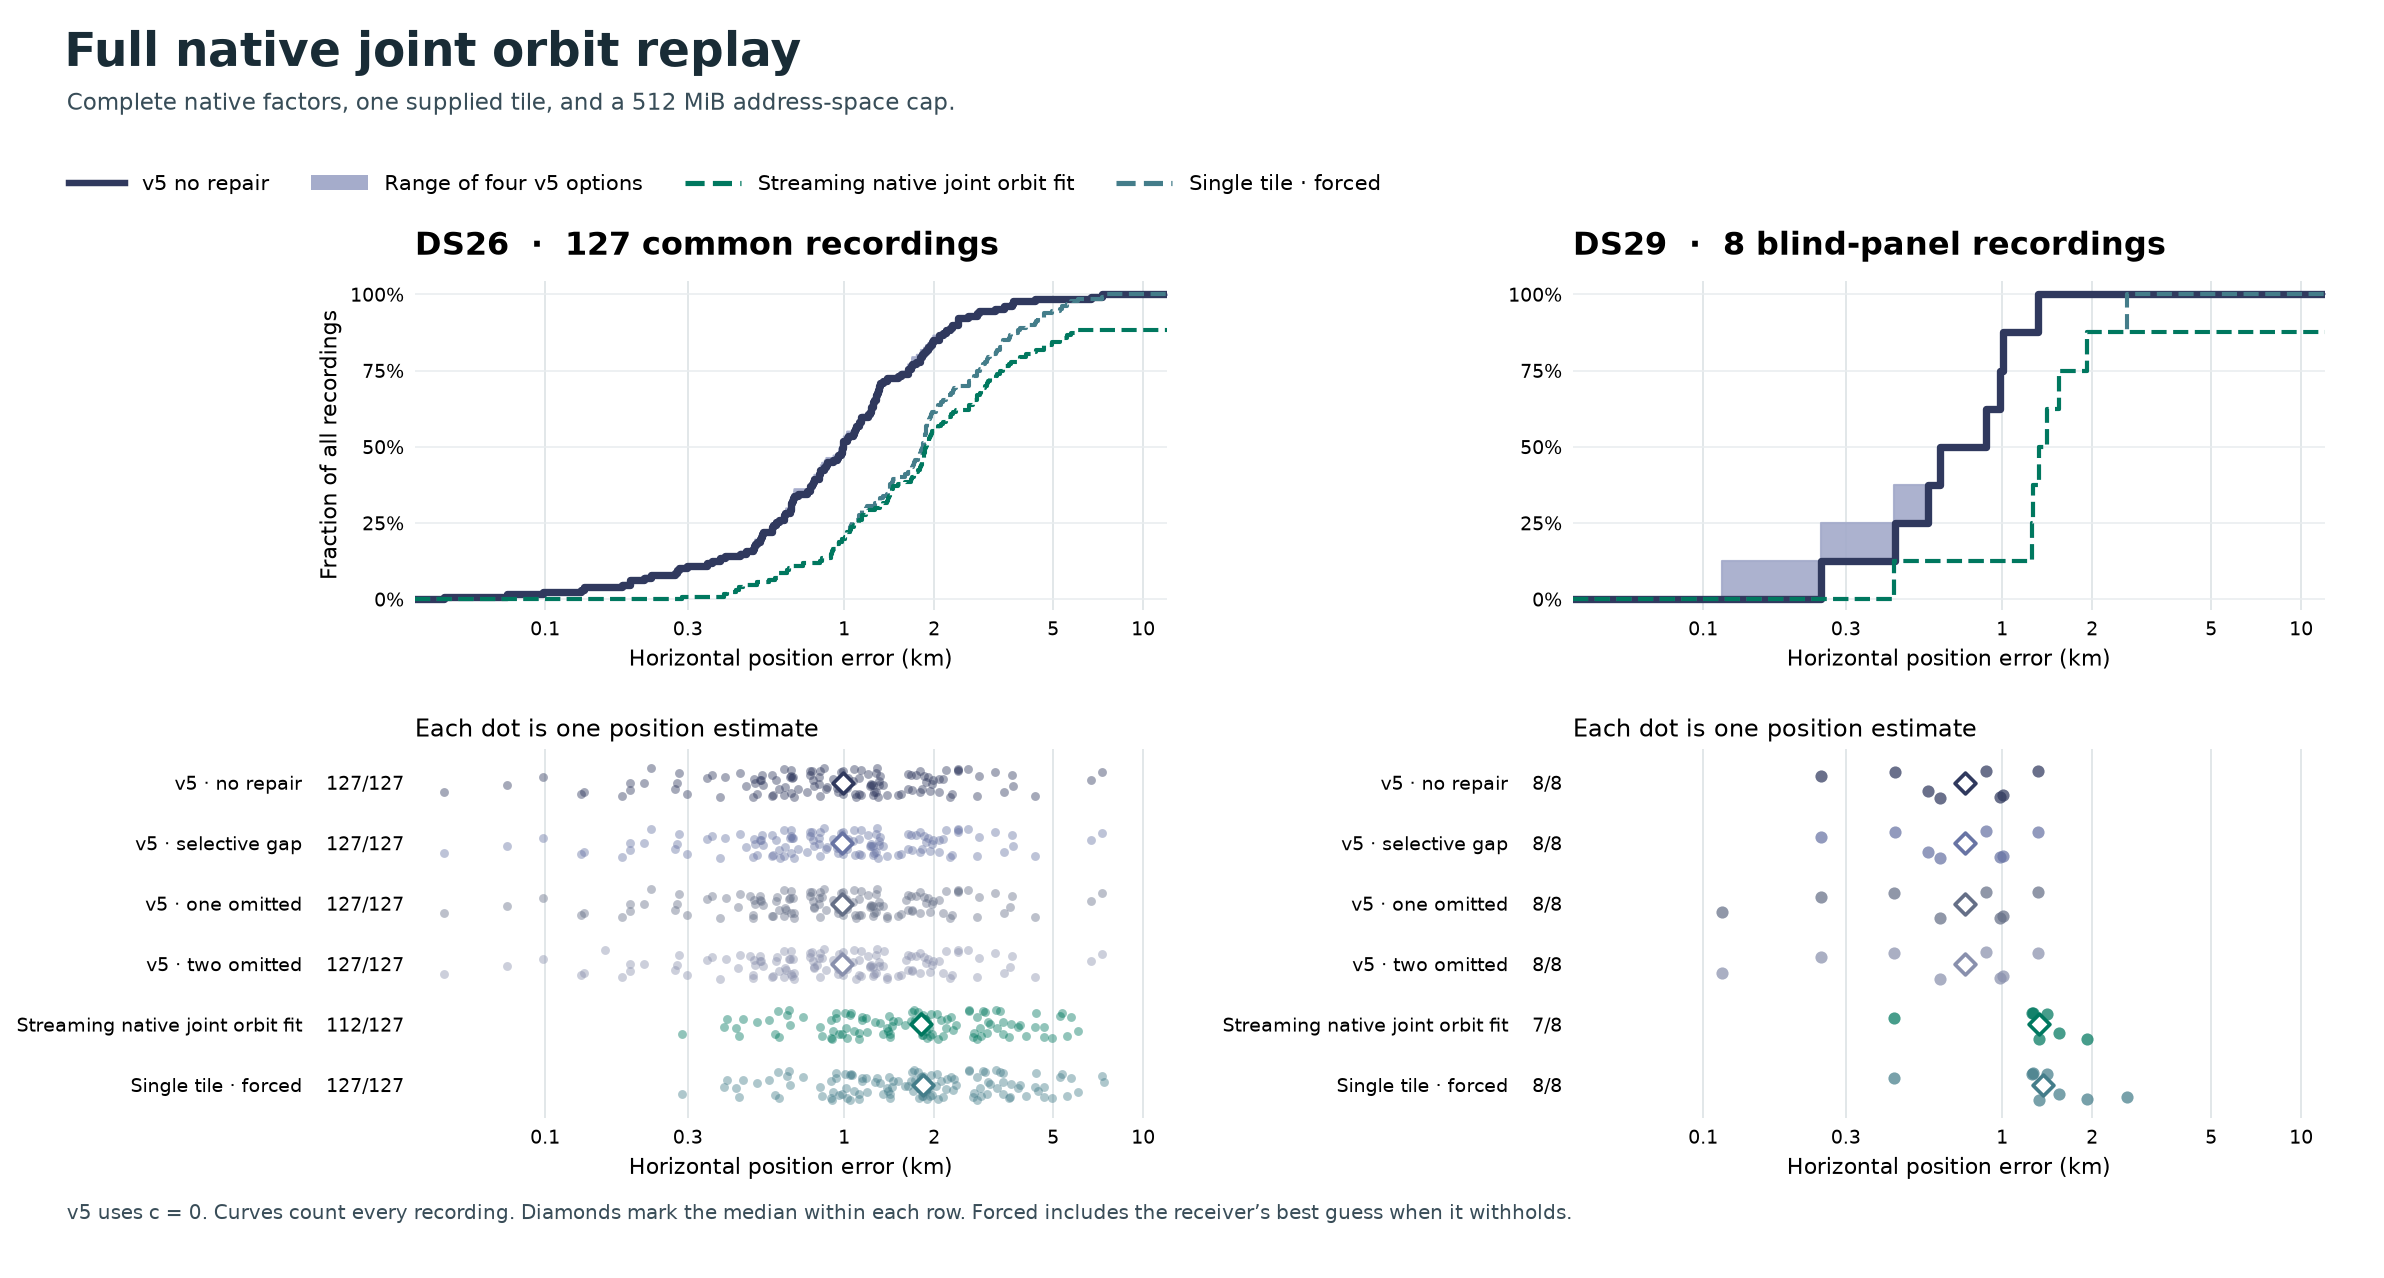 Full native joint orbit replay
Complete native factors, one supplied tile, and a 512 MiB address-space cap.
v5 no repair
Range of four v5 options
Streaming native joint orbit fit
Single tile · forced
DS26 · 127 common recordings
100%
75%
50%
25%
0%
Fraction of all recordings
0.1 0.3 1 2 5 10
Horizontal position error (km)
DS29 · 8 blind-panel recordings
100%
75%
50%
25%
0%
0.1 0.3 1 2 5 10
Horizontal position error (km)
Each dot is one position estimate
v5 · no repair 127/127
v5 · selective gap 127/127
v5 · one omitted 127/127
v5 · two omitted 127/127
Streaming native joint orbit fit 112/127
Single tile · forced 127/127
0.1 0.3 1 2 5 10
Horizontal position error (km)
Each dot is one position estimate
v5 · no repair 8/8
v5 · selective gap 8/8
v5 · one omitted 8/8
v5 · two omitted 8/8
Streaming native joint orbit fit 7/8
Single tile · forced 8/8
0.1 0.3 1 2 5 10
Horizontal position error (km)
v5 uses c = 0. Curves count every recording. Diamonds mark the median within each row. Forced includes the receiver’s best guess when it withholds.